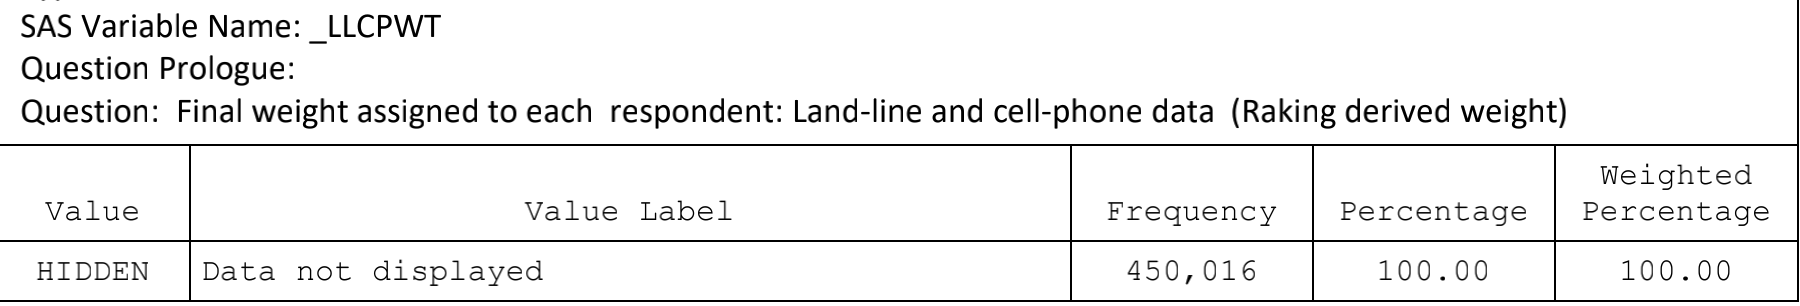 SAS Variable Name: _LLCPWT
Question Prologue:
Question:  Final weight assigned to each  respondent: Land-line and cell-phone data  (Raking derived weight)
Value Value Label Frequency Percentage Weighted Percentage
HIDDEN Data not displayed 450,016 100.00 100.00